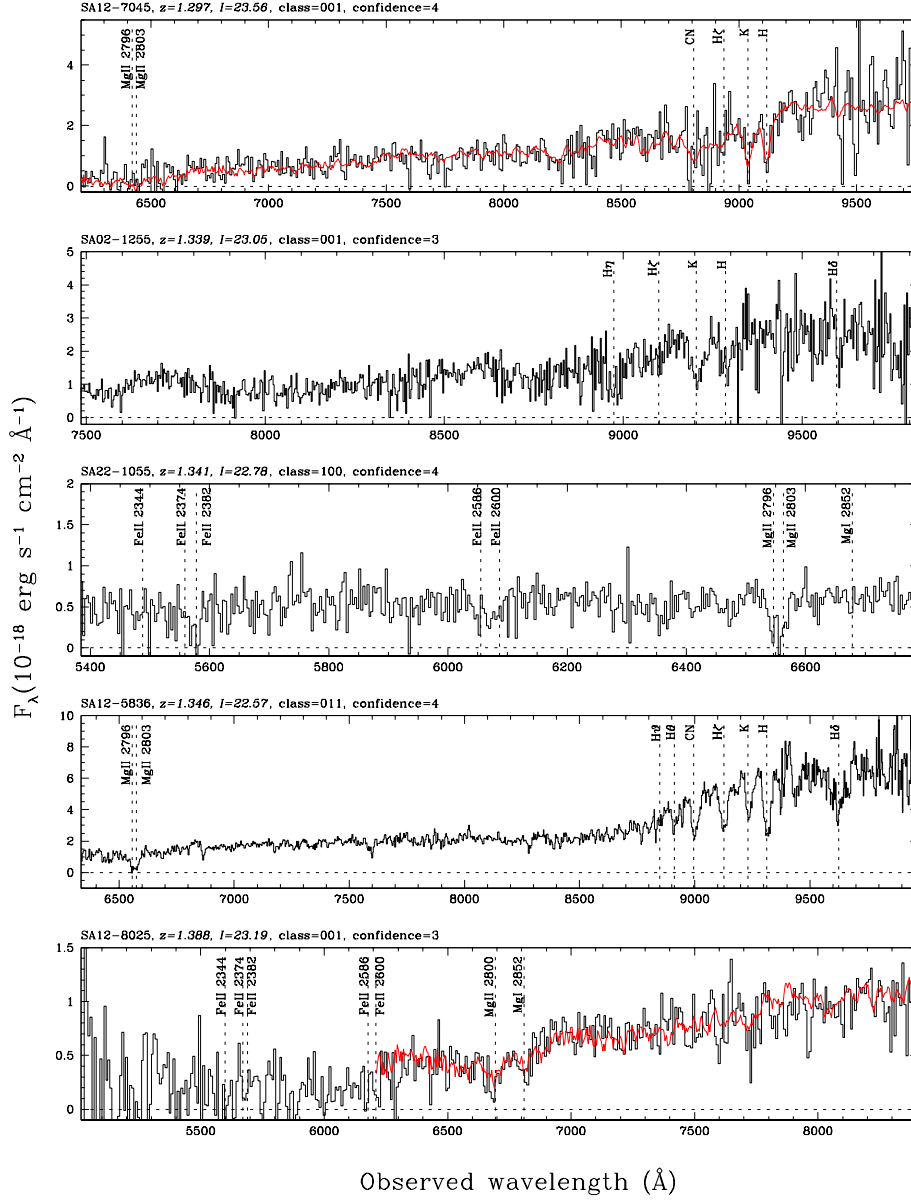 SA12-7045, z=1.297, I=23.56, class=001, confidence=4
MgII 2796
MgII 2803
CN
Hζ
K
H
4
2
0
6500 7000 7500 8000 8500 9000 9500
SA02-1255, z=1.339, I=23.05, class=001, confidence=3
Hη
Hζ
K
H
Hδ
5
4
3
2
1
0
7500 8000 8500 9000 9500
SA22-1055, z=1.341, I=22.78, class=100, confidence=4
FeII 2344
FeII 2374
FeII 2382
FeII 2586
FeII 2600
MgII 2796
MgII 2803
MgI 2852
2
1.5
1
0.5
0
5400 5600 5800 6000 6200 6400 6600
SA12-5836, z=1.346, I=22.57, class=011, confidence=4
MgII 2796
MgII 2803
Hθ
CN
Hζ
K
H
Hδ
10
8
6
4
2
0
6500 7000 7500 8000 8500 9000 9500
SA12-8025, z=1.388, I=23.19, class=001, confidence=3
FeII 2344
FeII 2374
FeII 2382
FeII 2586
FeII 2600
MgII 2800
MgI 2852
1.5
1
0.5
0
5500 6000 6500 7000 7500 8000
Fλ(10−18 erg s−1 cm−2 Å−1)
Observed wavelength (Å)